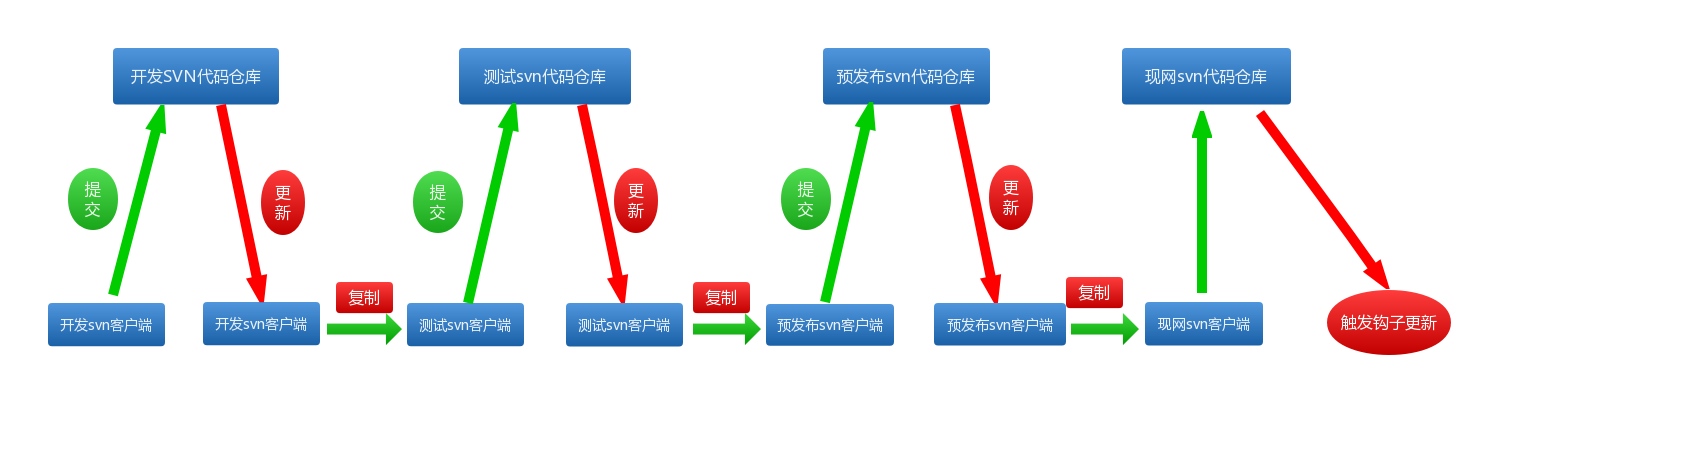 开发SVN代码仓库
测试svn代码仓库
预发布svn代码仓库
现网svn代码仓库
提
交
更
新
提
交
更
新
提
交
更
新
复制
复制
复制
开发svn客户端
开发svn客户端
测试svn客户端
测试svn客户端
预发布svn客户端
预发布svn客户端
现网svn客户端
触发钩子更新